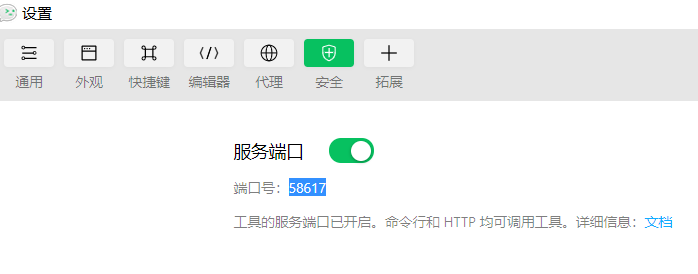 设置
通用 外观 快捷键 编辑器 代理 安全 拓展
服务端口
端口号：58617
工具的服务端口已开启。命令行和 HTTP 均可调用工具。详细信息：文档